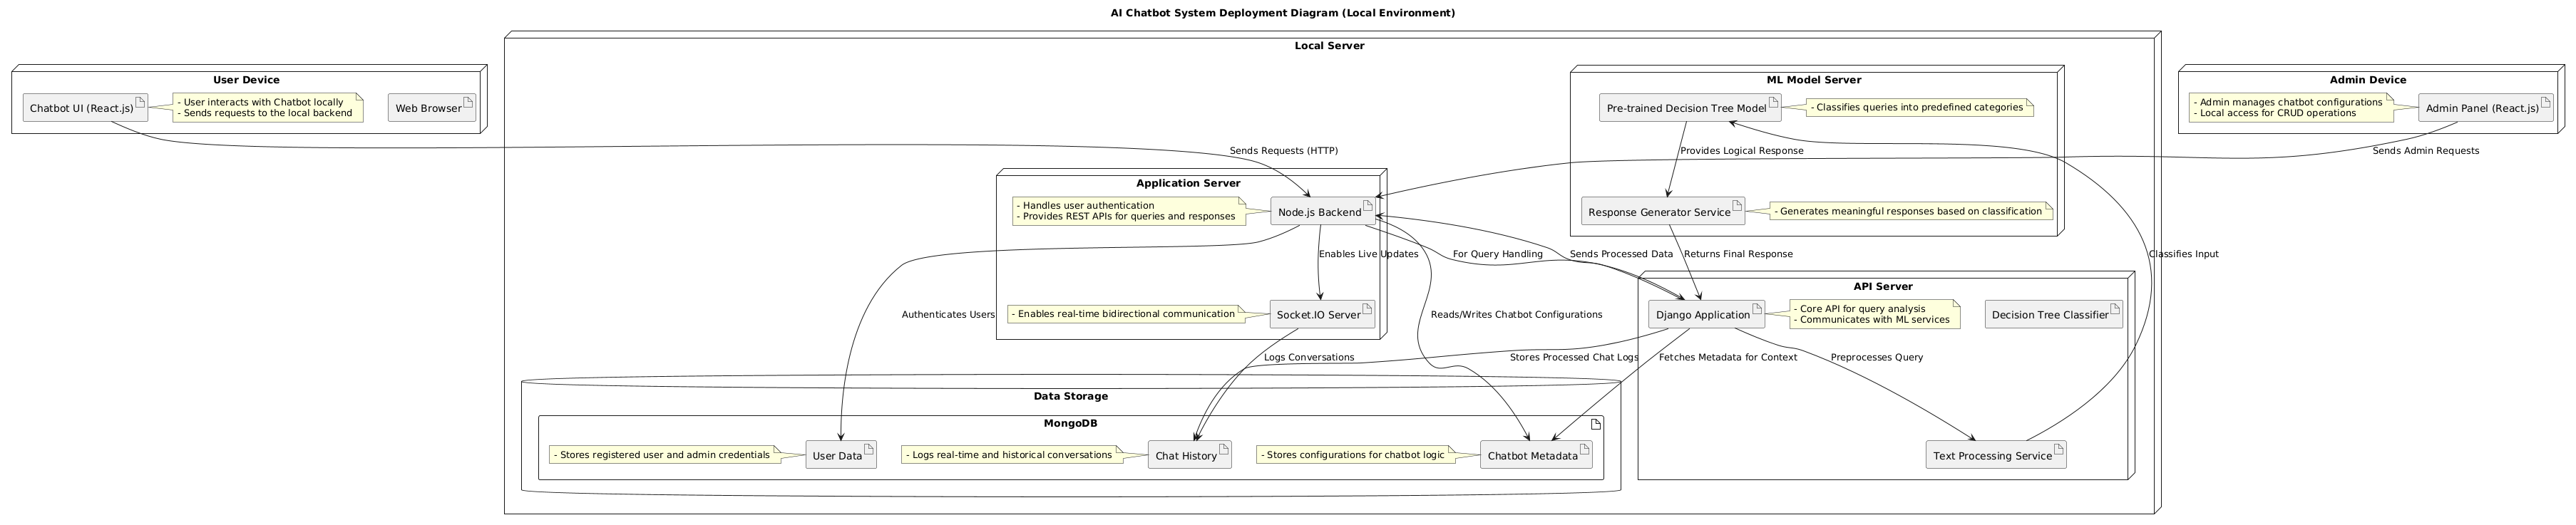 AI Chatbot System Deployment Diagram (Local Environment)
Local Server
User Device
Chatbot UI (React.js)
- User interacts with Chatbot locally
- Sends requests to the local backend
Web Browser
ML Model Server
Pre-trained Decision Tree Model
- Classifies queries into predefined categories
Admin Device
- Admin manages chatbot configurations
- Local access for CRUD operations
Admin Panel (React.js)
Sends Requests (HTTP)
Provides Logical Response
Sends Admin Requests
Application Server
- Handles user authentication
- Provides REST APIs for queries and responses
Node.js Backend
Response Generator Service
- Generates meaningful responses based on classification
Enables Live Updates
For Query Handling
Sends Processed Data
Returns Final Response
Classifies Input
API Server
- Enables real-time bidirectional communication
Socket.IO Server
Django Application
- Core API for query analysis
- Communicates with ML services
Decision Tree Classifier
Authenticates Users
Reads/Writes Chatbot Configurations
Logs Conversations
Stores Processed Chat Logs
Fetches Metadata for Context
Preprocesses Query
Data Storage
MongoDB
- Stores registered user and admin credentials
User Data
- Logs real-time and historical conversations
Chat History
- Stores configurations for chatbot logic
Chatbot Metadata
Text Processing Service